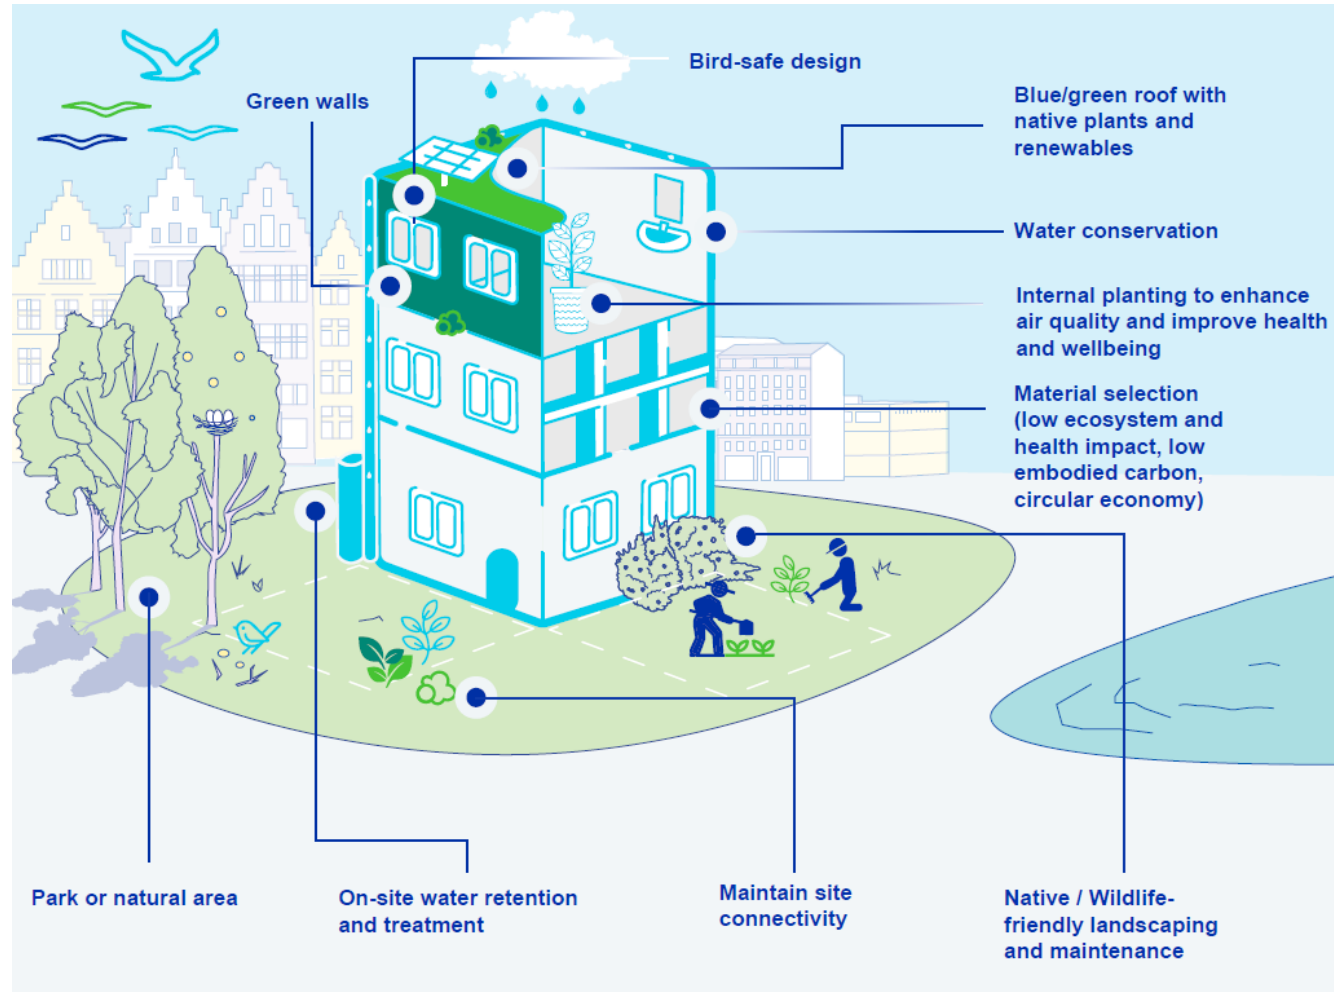 Bird-safe design
Green walls
Blue/green roof with
native plants and
renewables
Water conservation
Internal planting to enhance
air quality and improve health
and wellbeing
Material selection
(low ecosystem and
health impact, low
embodied carbon,
circular economy)
Park or natural area
On-site water retention
and treatment
Maintain site
connectivity
Native / Wildlife-
friendly landscaping
and maintenance